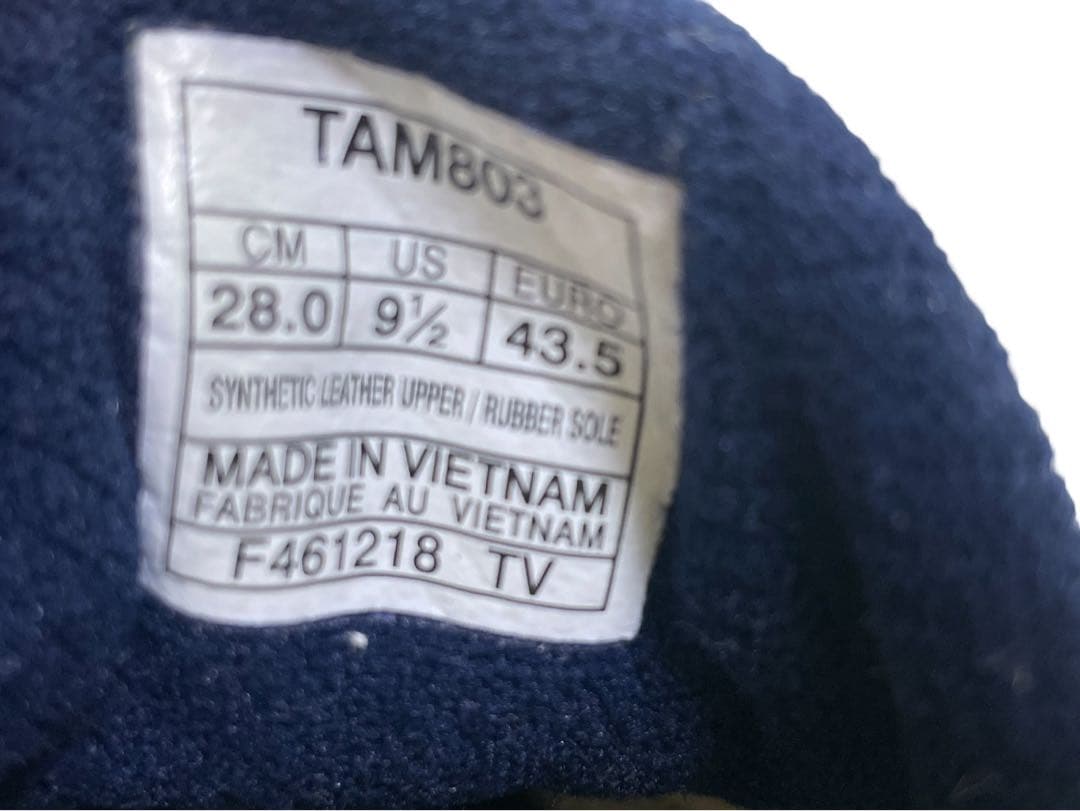 TAM803
CM US EURO
28.0 9½ 43.5
SYNTHETIC LEATHER UPPER / RUBBER SOLE
MADE IN VIETNAM
FABRIQUE AU VIETNAM
F461218 TV